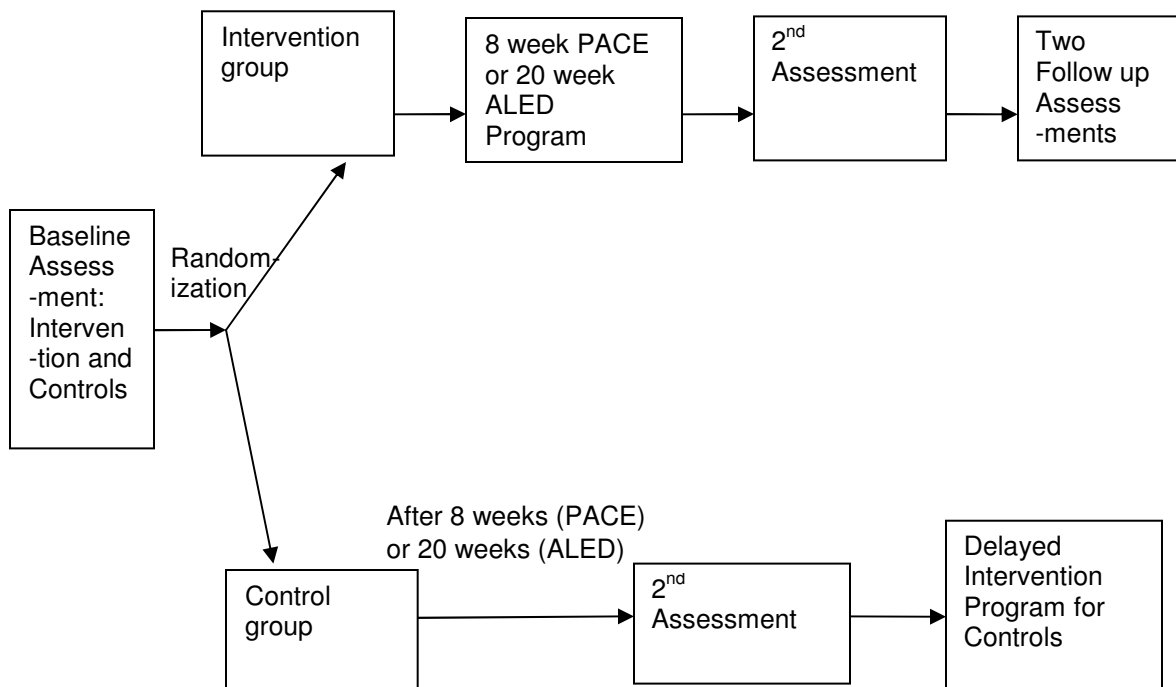 Intervention
group
8 week PACE
or 20 week
ALED
Program
2nd
Assessment
Two
Follow up
Assess
-ments
Baseline
Assess
-ment:
Interven
-tion and
Controls
Random-
ization
After 8 weeks (PACE)
or 20 weeks (ALED)
Control
group
2nd
Assessment
Delayed
Intervention
Program for
Controls